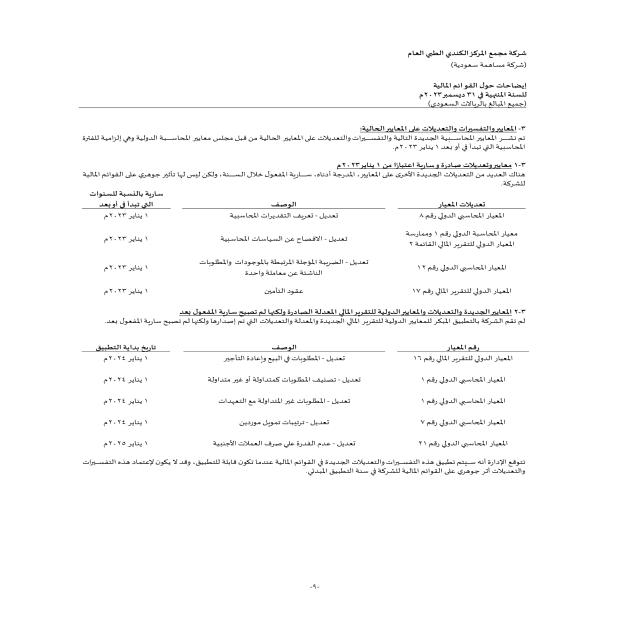 شركة مجمع المركز الكندي الطبي العام
(شركة مساهمة سعودية)
إيضاحات حول القوائم المالية
للسنة المنتهية في ٣١ ديسمبر ٢٠٢٣م
(جميع المبالغ بالريالات السعودي)
٣- المعايير والتفسيرات والتعديلات على المعايير الحالية:
تم نشر المعايير المحاسبية الجديدة التالية والتفسيرات والتعديلات على المعايير الحالية من قبل مجلس معايير المحاسبة الدولية وهي إلزامية للفترة
المحاسبية التي تبدأ في أو بعد ١ يناير ٢٠٢٣م.
٣-١ معايير وتعديلات صادرة و سارية اعتبارًا من ١ يناير ٢٠٢٣م
هناك العديد من التعديلات الجديدة الأخرى على المعايير، المدرجة أدناه، سارية المفعول خلال السنة، ولكن ليس لها تأثير جوهري على القوائم المالية
للشركة.
تعديلات المعيار الوصف سارية بالنسبة للسنوات
التي تبدأ في أو بعد
المعيار المحاسبي الدولي رقم ٨ تعديل - تعريف التقديرات المحاسبية ١ يناير ٢٠٢٣م
معيار محاسبة الدولي رقم ١ وممارسة
المعيار الدولي للتقرير المالي القائمة ٢ تعديل - الافصاح عن السياسات المحاسبية ١ يناير ٢٠٢٣م
المعيار المحاسبي الدولي رقم ١٢ تعديل - الضريبة المؤجلة المرتبطة بالموجودات والمطلوبات
الناشئة عن معاملة واحدة ١ يناير ٢٠٢٣م
المعيار الدولي للتقرير المالي رقم ١٧ عقود التأمين ١ يناير ٢٠٢٣م
٣-٢ المعايير الجديدة والتعديلات والمعايير الدولية للتقرير المالي المعدلة الصادرة ولكنها لم تصبح سارية المفعول بعد
لم تقم الشركة بالتطبيق المبكر للمعايير الدولية للتقرير المالي الجديدة والمعدلة والتعديلات التي تم إصدارها ولكنها لم تصبح سارية المفعول بعد.
رقم المعيار الوصف تاريخ بداية التطبيق
المعيار الدولي للتقرير المالي رقم ١٦ تعديل - المطلوبات في البيع وإعادة التأجير ١ يناير ٢٠٢٤م
المعيار المحاسبي الدولي رقم ١ تعديل - تصنيف المطلوبات كمتداولة أو غير متداولة ١ يناير ٢٠٢٤م
المعيار المحاسبي الدولي رقم ١ تعديل - المطلوبات غير المتداولة مع التعهدات ١ يناير ٢٠٢٤م
المعيار المحاسبي الدولي رقم ٧ تعديل - ترتيبات تمويل موردين ١ يناير ٢٠٢٤م
المعيار المحاسبي الدولي رقم ٢١ تعديل - عدم القدرة على صرف العملات الأجنبية ١ يناير ٢٠٢٥م
تتوقع الإدارة أنه سيتم تطبيق هذه التفسيرات والتعديلات الجديدة في القوائم المالية عندما تكون قابلة للتطبيق، وقد لا يكون لإعتماد هذه التفسيرات
والتعديلات أثر جوهري على القوائم المالية للشركة في سنة التطبيق المبدئي.
-٩-